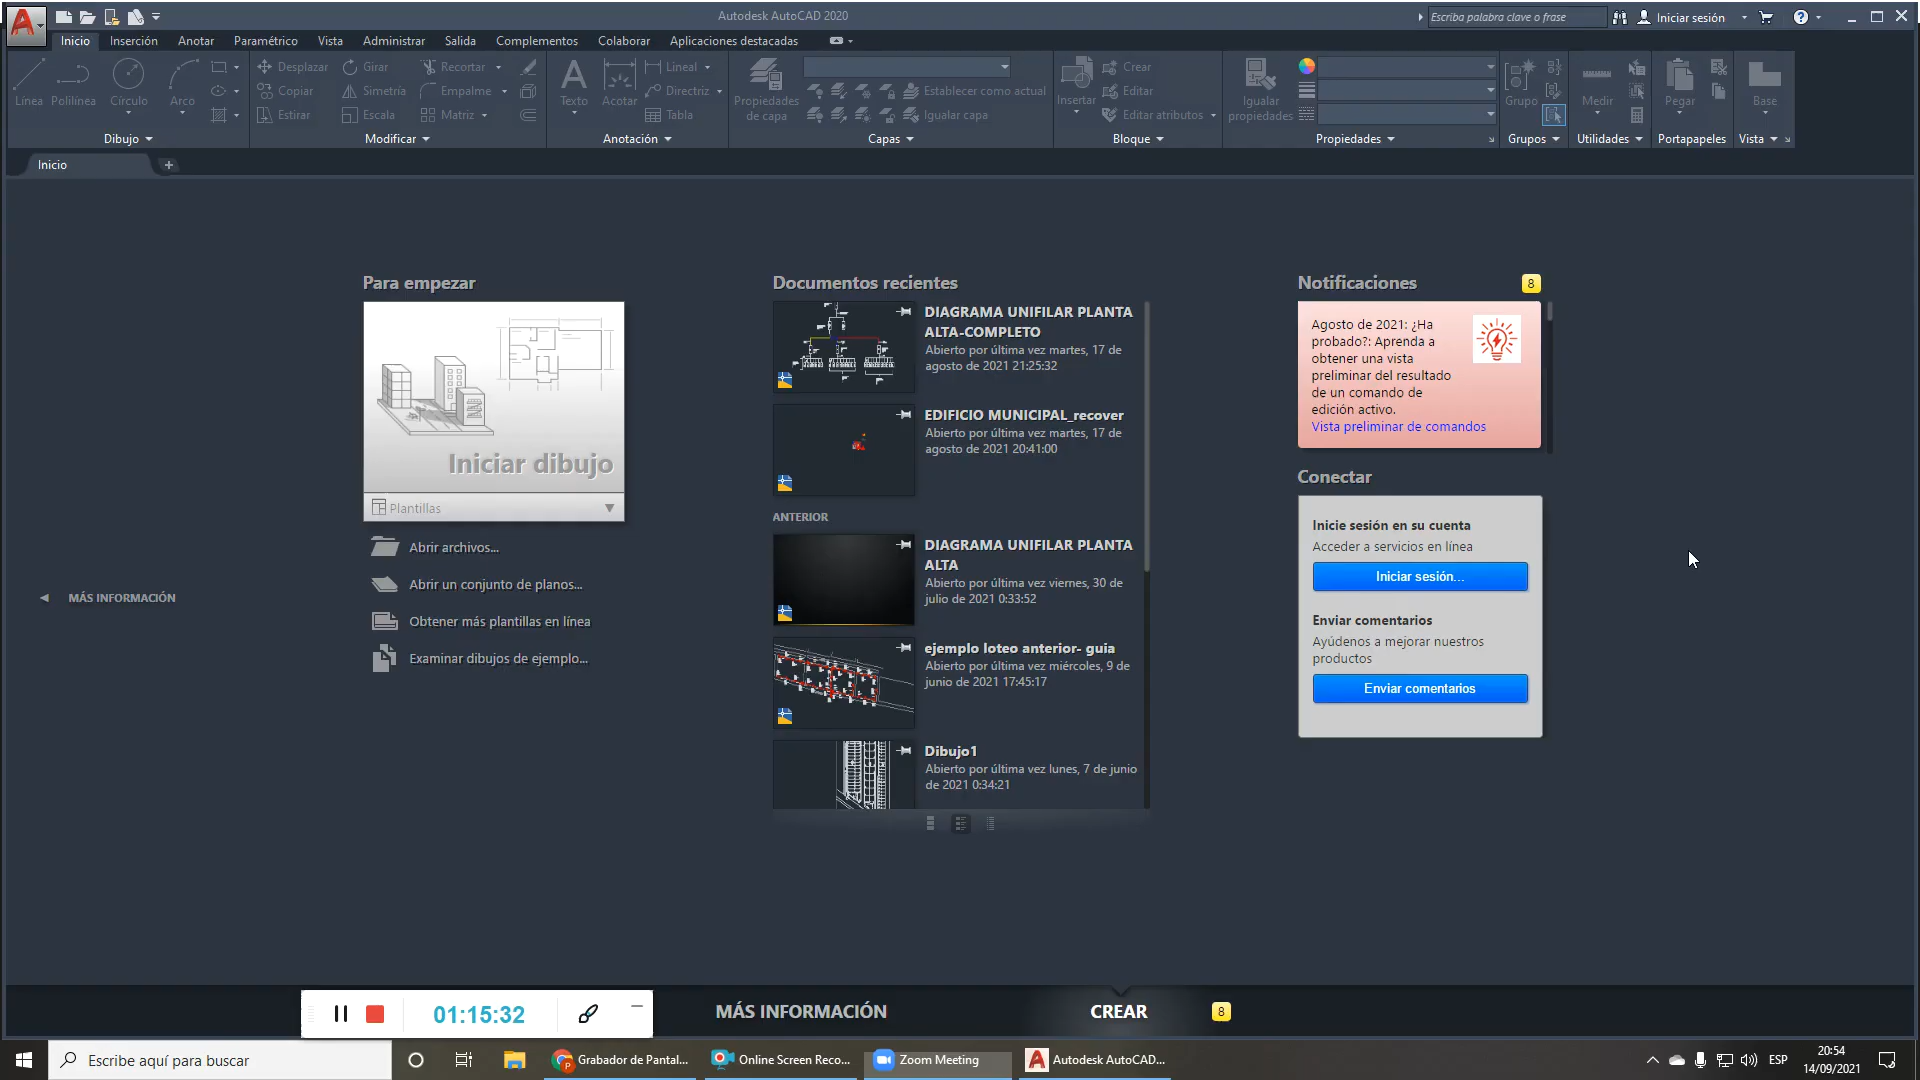 Autodesk AutoCAD 2020
Escriba palabra clave o frase
Iniciar sesión
Inicio
Inserción
Anotar
Paramétrico
Vista
Administrar
Salida
Complementos
Colaborar
Aplicaciones destacadas
Línea
Polilínea
Círculo
Arco
Dibujo
Desplazar
Girar
Recortar
Copiar
Simetría
Empalme
Estirar
Escala
Matriz
Modificar
Texto
Acotar
Lineal
Directriz
Tabla
Anotación
Propiedades
de capa
Establecer como actual
Igualar capa
Capas
Insertar
Crear
Editar
Editar atributos
Bloque
Igualar
propiedades
Propiedades
Grupo
Grupos
Medir
Utilidades
Pegar
Portapapeles
Base
Vista
Inicio
Para empezar
Iniciar dibujo
Plantillas
Abrir archivos...
Abrir un conjunto de planos...
Obtener más plantillas en línea
Examinar dibujos de ejemplo...
MÁS INFORMACIÓN
Documentos recientes
DIAGRAMA UNIFILAR PLANTA
ALTA-COMPLETO
Abierto por última vez martes, 17 de
agosto de 2021 21:25:32
EDIFICIO MUNICIPAL_recover
Abierto por última vez martes, 17 de
agosto de 2021 20:41:00
ANTERIOR
DIAGRAMA UNIFILAR PLANTA
ALTA
Abierto por última vez viernes, 30 de
julio de 2021 0:33:52
ejemplo loteo anterior- guia
Abierto por última vez miércoles, 9 de
junio de 2021 17:45:17
Dibujo1
Abierto por última vez lunes, 7 de junio
de 2021 0:34:21
Notificaciones
8
Agosto de 2021: ¿Ha
probado?: Aprenda a
obtener una vista
preliminar del resultado
de un comando de
edición activo.
Vista preliminar de comandos
Conectar
Inicie sesión en su cuenta
Acceder a servicios en línea
Iniciar sesión...
Enviar comentarios
Ayúdenos a mejorar nuestros
productos
Enviar comentarios
01:15:32
MÁS INFORMACIÓN
CREAR
8
Escribe aquí para buscar
Grabador de Pantal...
Online Screen Reco...
Zoom Meeting
Autodesk AutoCAD...
ESP
20:54
14/09/2021